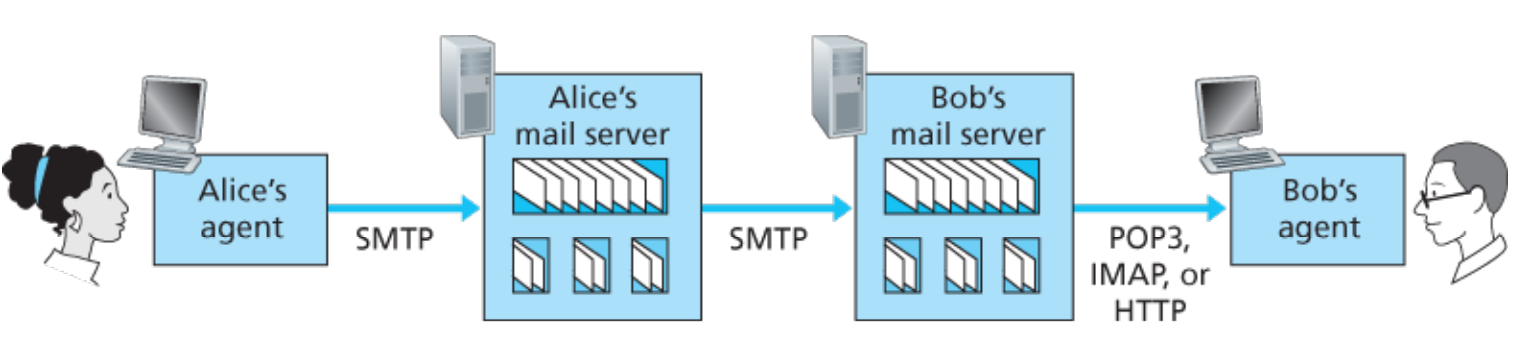 Alice's
agent
SMTP
Alice's
mail server
SMTP
Bob's
mail server
POP3,
IMAP, or
HTTP
Bob's
agent